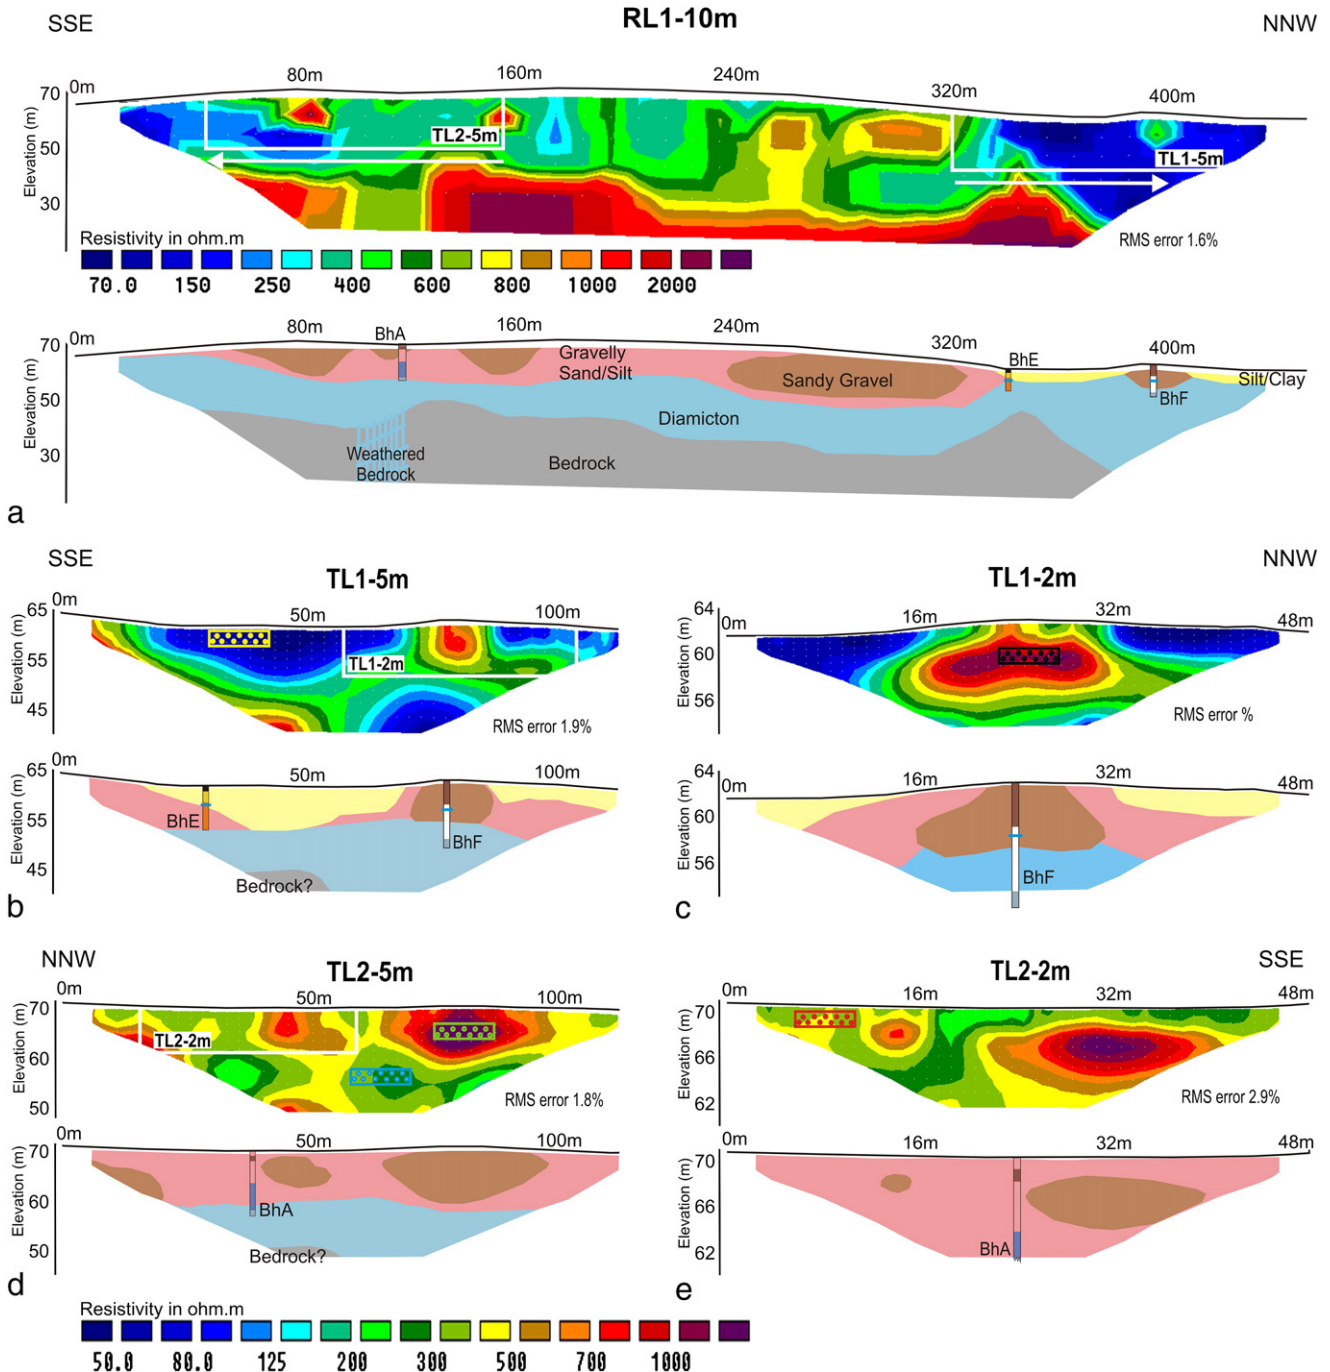 SSE
RL1-10m
NNW
0m
80m
160m
240m
320m
400m
70
50
30
Elevation (m)
TL2-5m
TL1-5m
RMS error 1.6%
Resistivity in ohm.m
70.0 150 250 400 600 800 1000 2000
0m
80m
BhA
160m
240m
320m
BhE
400m
70
50
30
Elevation (m)
Gravelly
Sand/Silt
Sandy Gravel
BhF
Silt/Clay
Diamicton
Weathered
Bedrock
Bedrock
a
SSE
TL1-5m
0m
50m
100m
65
55
45
Elevation (m)
TL1-2m
RMS error 1.9%
0m
50m
100m
65
55
45
Elevation (m)
BhE
BhF
Bedrock?
b
NNW
TL1-2m
0m
16m
32m
48m
64
60
56
Elevation (m)
RMS error %
0m
16m
32m
48m
64
60
56
Elevation (m)
BhF
c
NNW
TL2-5m
0m
50m
100m
70
60
50
Elevation (m)
TL2-2m
RMS error 1.8%
0m
50m
100m
70
60
50
Elevation (m)
BhA
Bedrock?
d
SSE
TL2-2m
0m
16m
32m
48m
70
66
62
Elevation (m)
RMS error 2.9%
0m
16m
32m
48m
70
66
62
Elevation (m)
BhA
e
Resistivity in ohm.m
50.0 80.0 125 200 300 500 700 1000